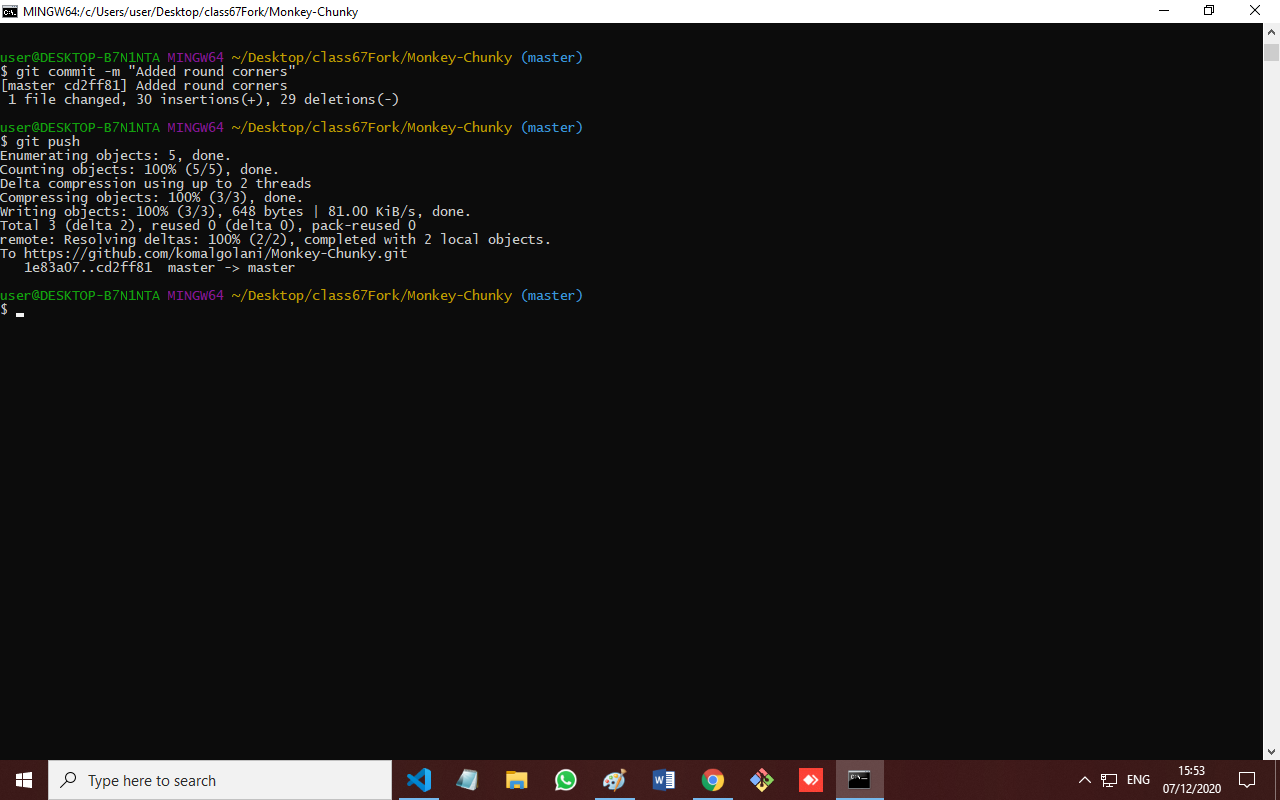 MINGW64:/c/Users/user/Desktop/class67Fork/Monkey-Chunky
user@DESKTOP-B7N1NTA MINGW64 ~/Desktop/class67Fork/Monkey-Chunky (master)
$ git commit -m "Added round corners"
[master cd2ff81] Added round corners
 1 file changed, 30 insertions(+), 29 deletions(-)
user@DESKTOP-B7N1NTA MINGW64 ~/Desktop/class67Fork/Monkey-Chunky (master)
$ git push
Enumerating objects: 5, done.
Counting objects: 100% (5/5), done.
Delta compression using up to 2 threads
Compressing objects: 100% (3/3), done.
Writing objects: 100% (3/3), 648 bytes | 81.00 KiB/s, done.
Total 3 (delta 2), reused 0 (delta 0), pack-reused 0
remote: Resolving deltas: 100% (2/2), completed with 2 local objects.
To https://github.com/komalgolani/Monkey-Chunky.git
   1e83a07..cd2ff81  master -> master
user@DESKTOP-B7N1NTA MINGW64 ~/Desktop/class67Fork/Monkey-Chunky (master)
$
Type here to search
ENG
15:53
07/12/2020